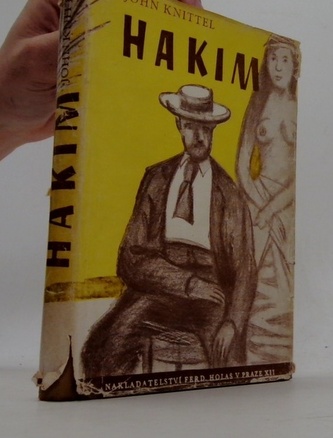 JOHN KNITTEL
HAKIM
NAKLADATELSTVÍ FERD. HOLAS V PRAZE XII
HAKIM